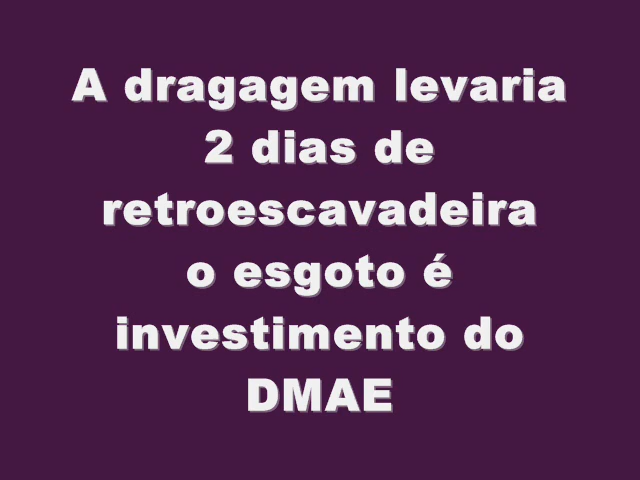 A dragagem levaria
2 dias de
retroescavadeira
o esgoto é
investimento do
DMAE